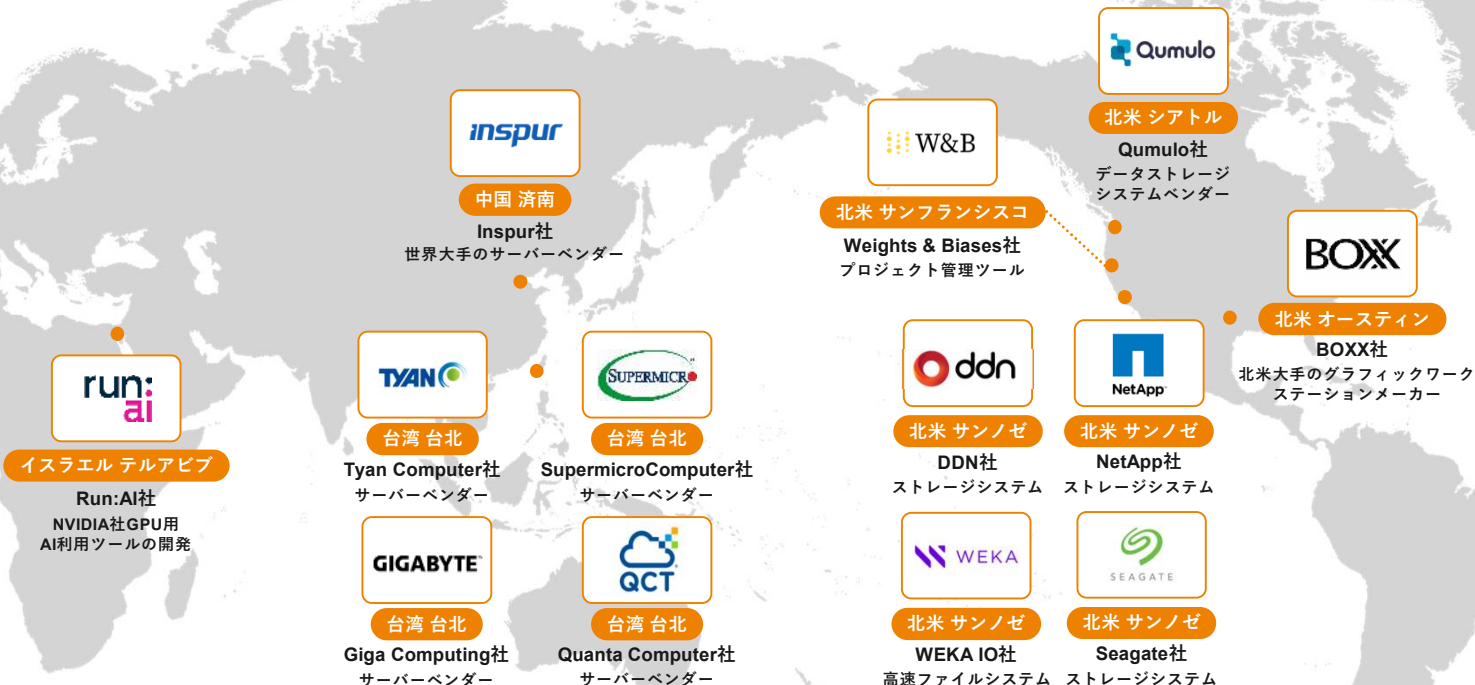 Qumulo
北米 シアトル
Qumulo社
データストレージ
システムベンダー
inspur
中国 済南
Inspur社
世界大手のサーバーベンダー
W&B
北米 サンフランシスコ
Weights & Biases社
プロジェクト管理ツール
BOXX
北米 オースティン
BOXX社
北米大手のグラフィックワーク
ステーションメーカー
run:
ai
イスラエル テルアビブ
Run:AI社
NVIDIA社GPU用
AI利用ツールの開発
TYAN
台湾 台北
Tyan Computer社
サーバーベンダー
SUPERMICRO
台湾 台北
SupermicroComputer社
サーバーベンダー
ddn
北米 サンノゼ
DDN社
ストレージシステム
NetApp
北米 サンノゼ
NetApp社
ストレージシステム
GIGABYTE™
台湾 台北
Giga Computing社
サーバーベンダー
QCT
台湾 台北
Quanta Computer社
サーバーベンダー
WEKA
北米 サンノゼ
WEKA IO社
高速ファイルシステム
SEAGATE
北米 サンノゼ
Seagate社
ストレージシステム